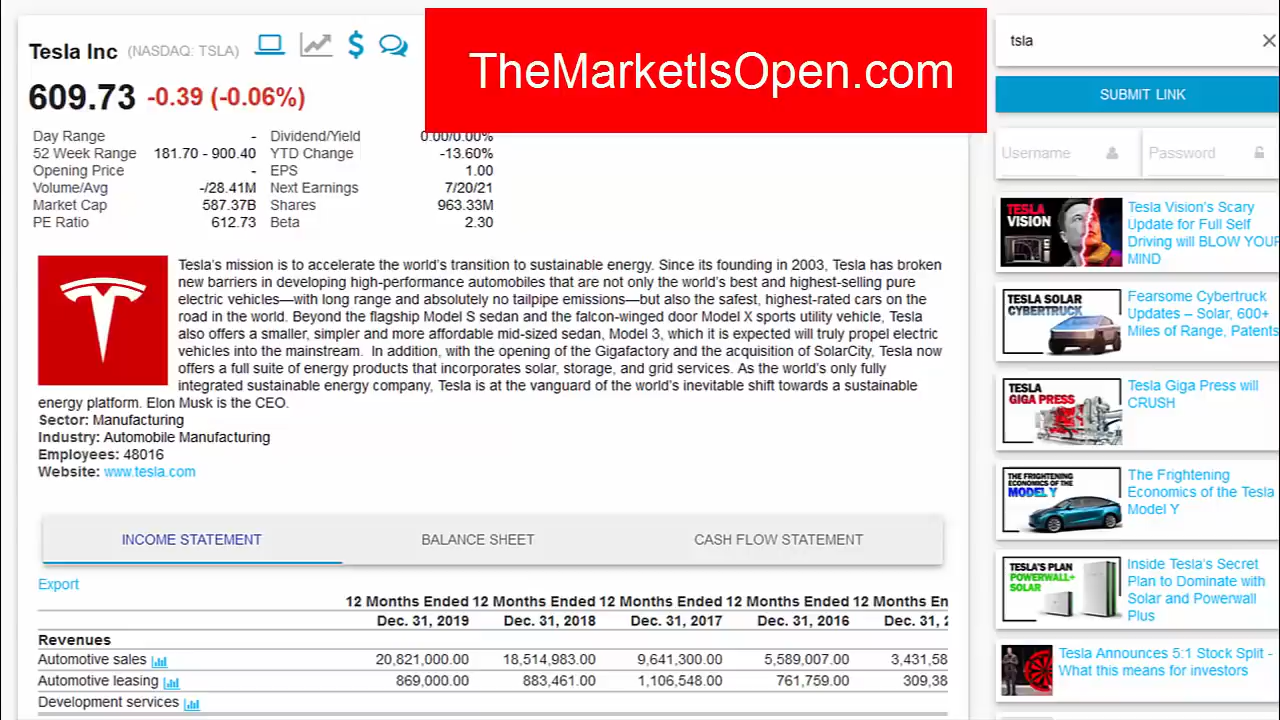 Tesla Inc (NASDAQ: TSLA)
TheMarketIsOpen.com
609.73 -0.39 (-0.06%)
Day Range - Dividend/Yield 0.00/0.00%
52 Week Range 181.70 - 900.40 YTD Change -13.60%
Opening Price - EPS 1.00
Volume/Avg -/28.41M Next Earnings 7/20/21
Market Cap 587.37B Shares 963.33M
PE Ratio 612.73 Beta 2.30
Tesla's mission is to accelerate the world's transition to sustainable energy. Since its founding in 2003, Tesla has broken
new barriers in developing high-performance automobiles that are not only the world's best and highest-selling pure
electric vehicles—with long range and absolutely no tailpipe emissions—but also the safest, highest-rated cars on the
road in the world. Beyond the flagship Model S sedan and the falcon-winged door Model X sports utility vehicle, Tesla
also offers a smaller, simpler and more affordable mid-sized sedan, Model 3, which it is expected will truly propel electric
vehicles into the mainstream. In addition, with the opening of the Gigafactory and the acquisition of SolarCity, Tesla now
offers a full suite of energy products that incorporates solar, storage, and grid services. As the world's only fully
integrated sustainable energy company, Tesla is at the vanguard of the world's inevitable shift towards a sustainable
energy platform. Elon Musk is the CEO.
Sector: Manufacturing
Industry: Automobile Manufacturing
Employees: 48016
Website: www.tesla.com
INCOME STATEMENT BALANCE SHEET CASH FLOW STATEMENT
Export
12 Months Ended 12 Months Ended 12 Months Ended 12 Months Ended 12 Months En
Dec. 31, 2019 Dec. 31, 2018 Dec. 31, 2017 Dec. 31, 2016 Dec. 31, 2
Revenues
Automotive sales 20,821,000.00 18,514,983.00 9,641,300.00 5,589,007.00 3,431,58
Automotive leasing 869,000.00 883,461.00 1,106,548.00 761,759.00 309,38
Development services
tsla
SUBMIT LINK
Username Password
TESLA
VISION
Tesla Vision's Scary
Update for Full Self
Driving will BLOW YOUR
MIND
TESLA SOLAR
CYBERTRUCK
Fearsome Cybertruck
Updates – Solar, 600+
Miles of Range, Patents
TESLA
GIGA PRESS
Tesla Giga Press will
CRUSH
THE FRIGHTENING
ECONOMICS OF THE
MODEL Y
The Frightening
Economics of the Tesla
Model Y
TESLA'S PLAN
POWERWALL+
SOLAR
Inside Tesla's Secret
Plan to Dominate with
Solar and Powerwall
Plus
Tesla Announces 5:1 Stock Split -
What this means for investors